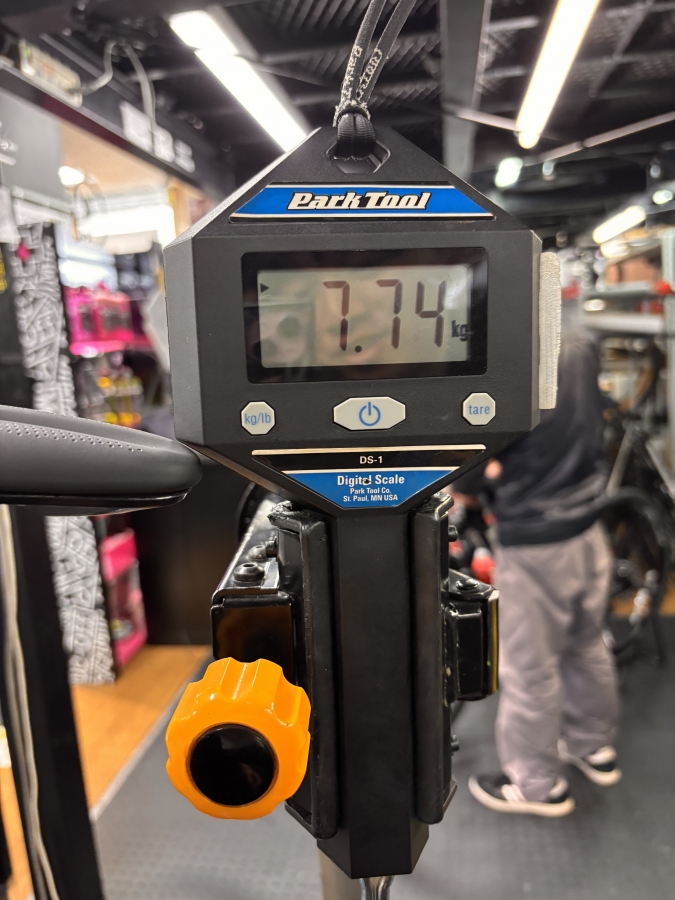 Park Tool
7.74
kg
kg/lb
tare
DS-1
Digital Scale
Park Tool Co.
St. Paul, MN USA